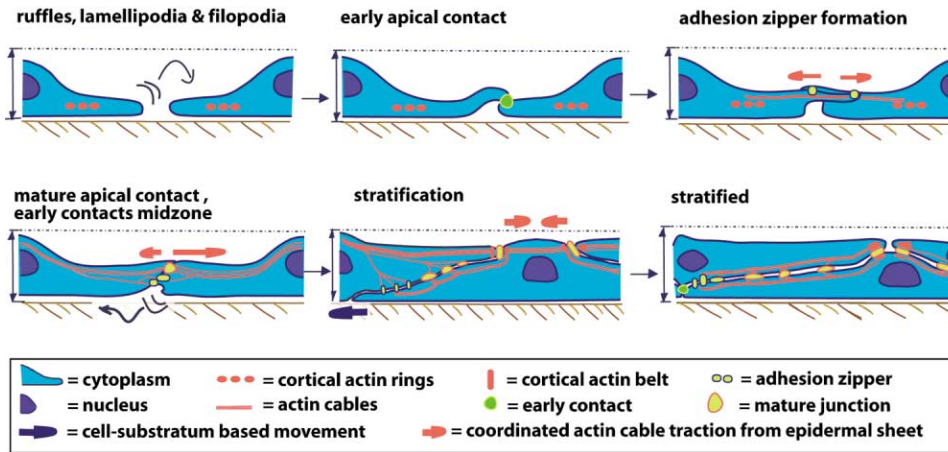 ruffles, lamellipodia & filopodia
early apical contact
adhesion zipper formation
mature apical contact ,
early contacts midzone
stratification
stratified
= cytoplasm
= cortical actin rings
= cortical actin belt
= adhesion zipper
= nucleus
= actin cables
= early contact
= mature junction
= cell-substratum based movement
= coordinated actin cable traction from epidermal sheet